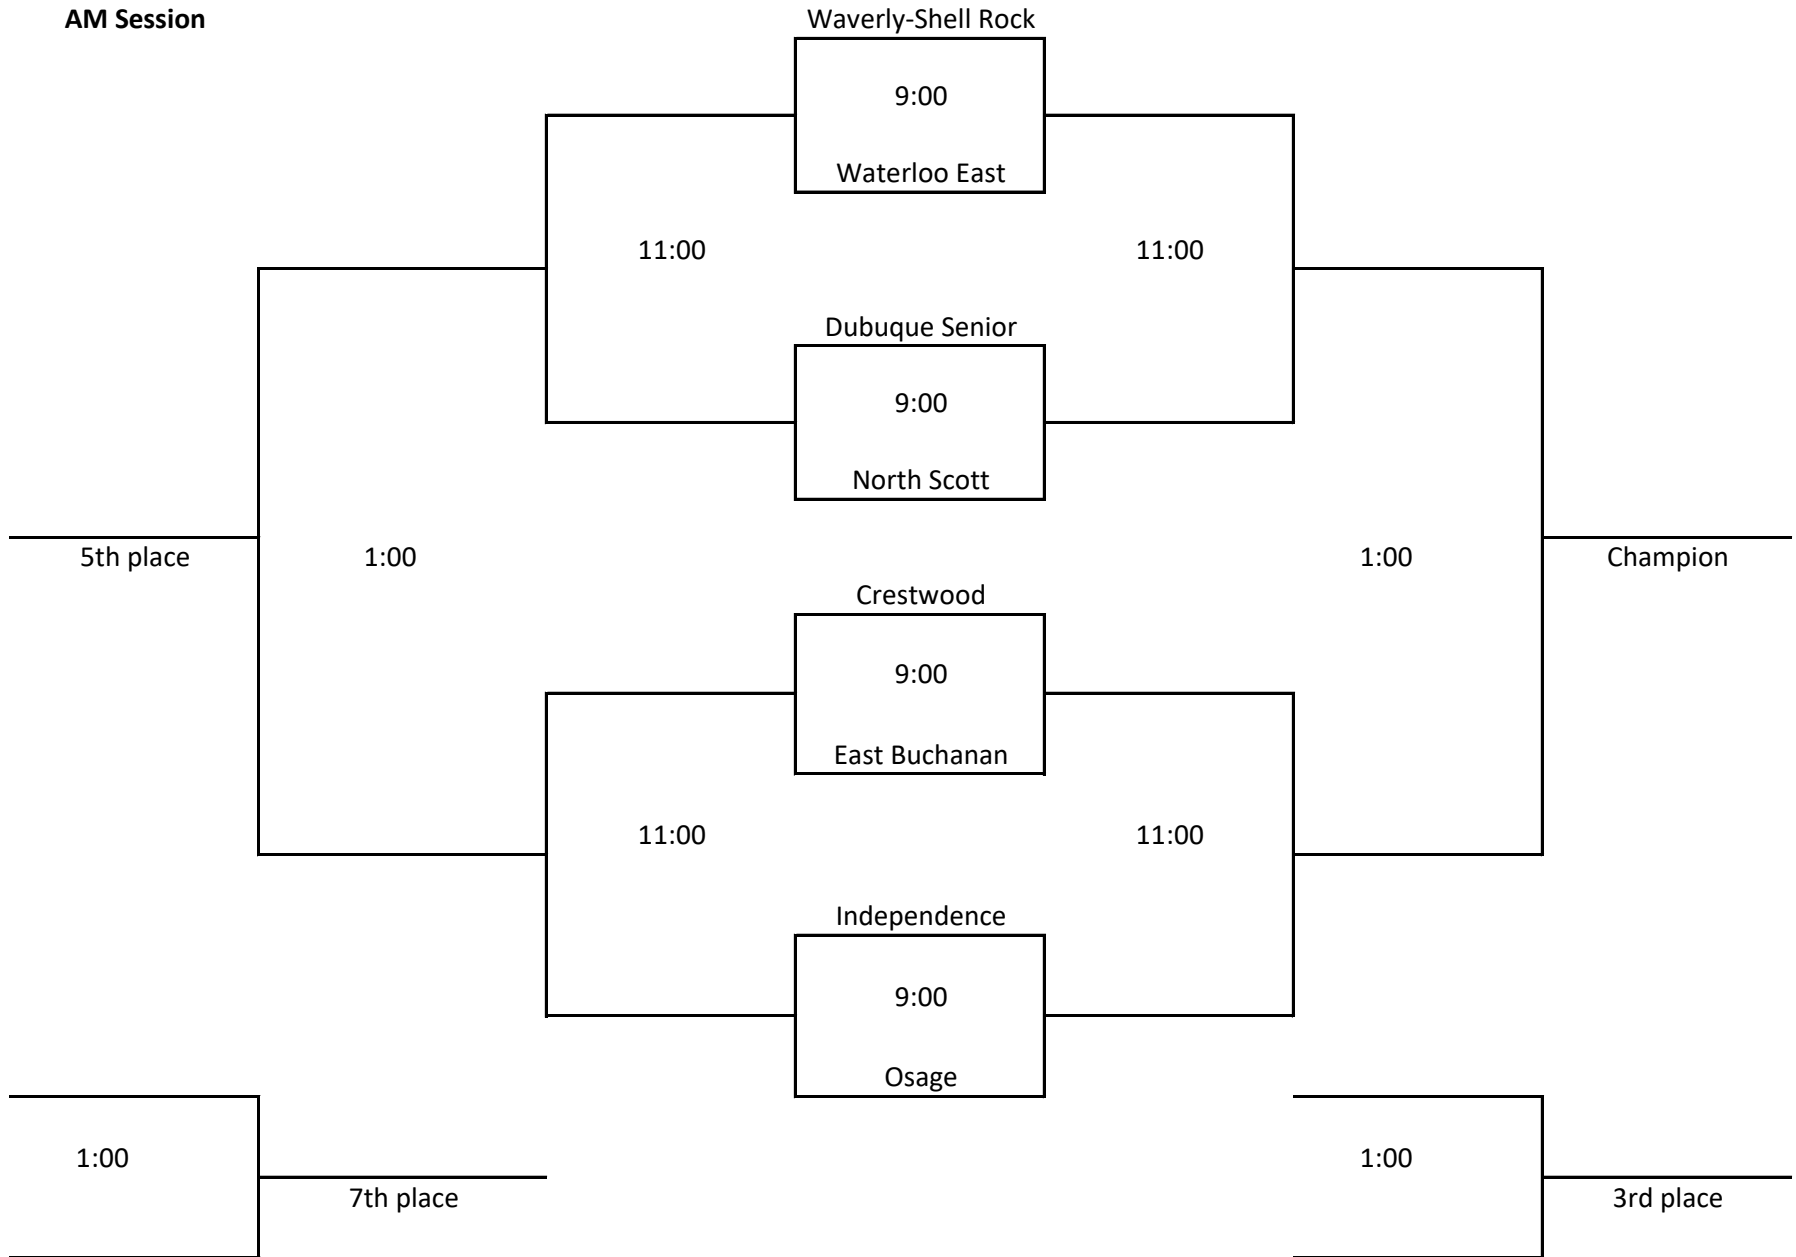 AM Session
Waverly-Shell Rock
9:00
Waterloo East
11:00
11:00
Dubuque Senior
9:00
North Scott
5th place
1:00
1:00
Champion
Crestwood
9:00
East Buchanan
11:00
11:00
Independence
9:00
Osage
1:00
1:00
7th place
3rd place